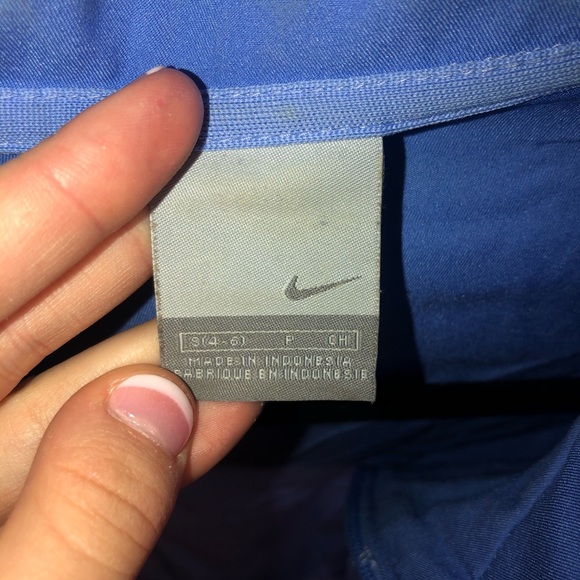 S(4-6) P CH
MADE IN INDONESIA
FABRIQUE EN INDONESIE